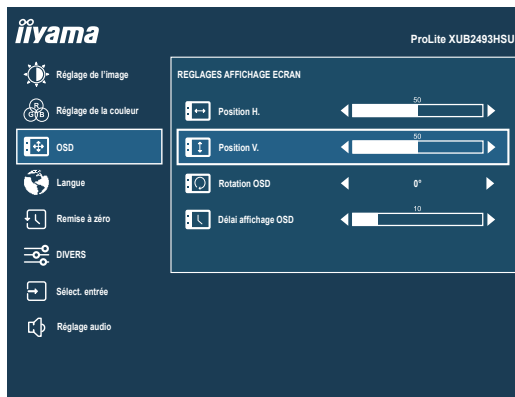 iiyama
ProLite XUB2493HSU
Réglage de l'image
Réglage de la couleur
R
G B
OSD
Langue
Remise à zéro
DIVERS
Sélect. entrée
Réglage audio
REGLAGES AFFICHAGE ECRAN
Position H.
50
Position V.
50
Rotation OSD
0°
Délai affichage OSD
10